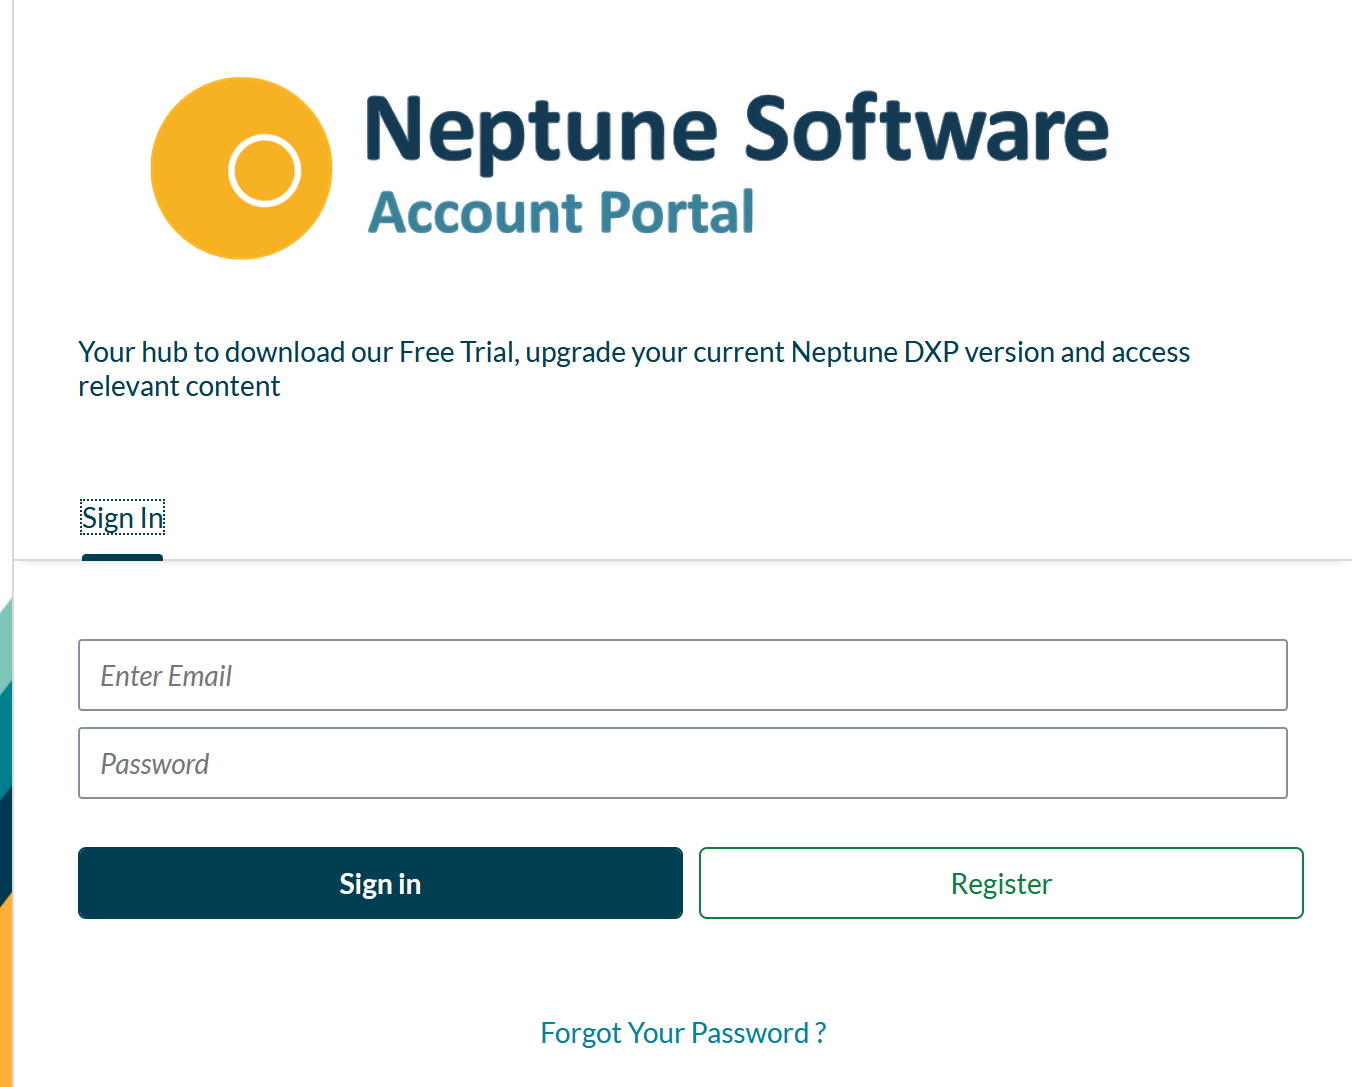 Neptune Software
Account Portal
Your hub to download our Free Trial, upgrade your current Neptune DXP version and access
relevant content
Sign In
Enter Email
Password
Sign in
Register
Forgot Your Password ?